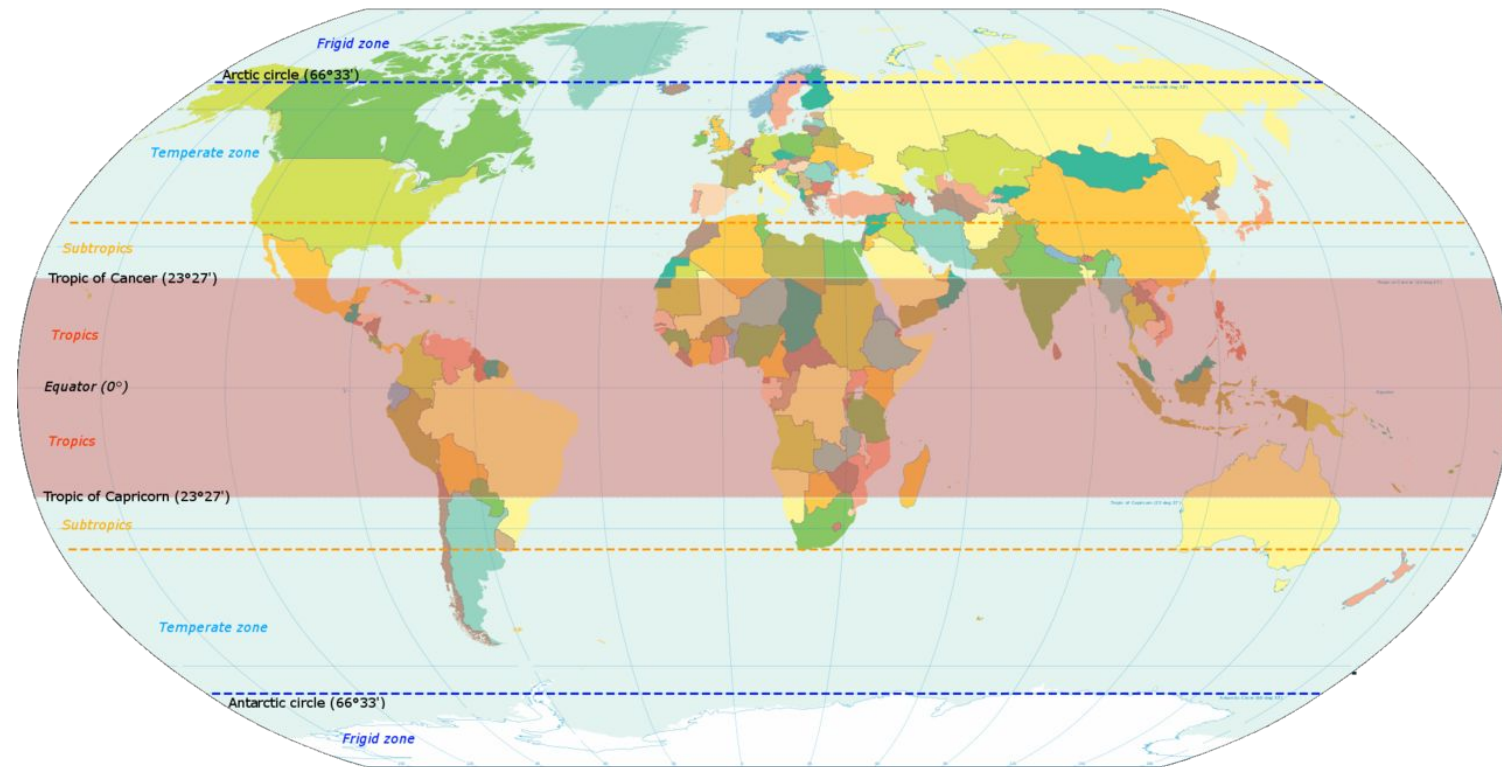 Frigid zone
Arctic circle (66°33')
Temperate zone
Subtropics
Tropic of Cancer (23°27')
Tropics
Equator (0°)
Tropics
Tropic of Capricorn (23°27')
Subtropics
Temperate zone
Antarctic circle (66°33')
Frigid zone